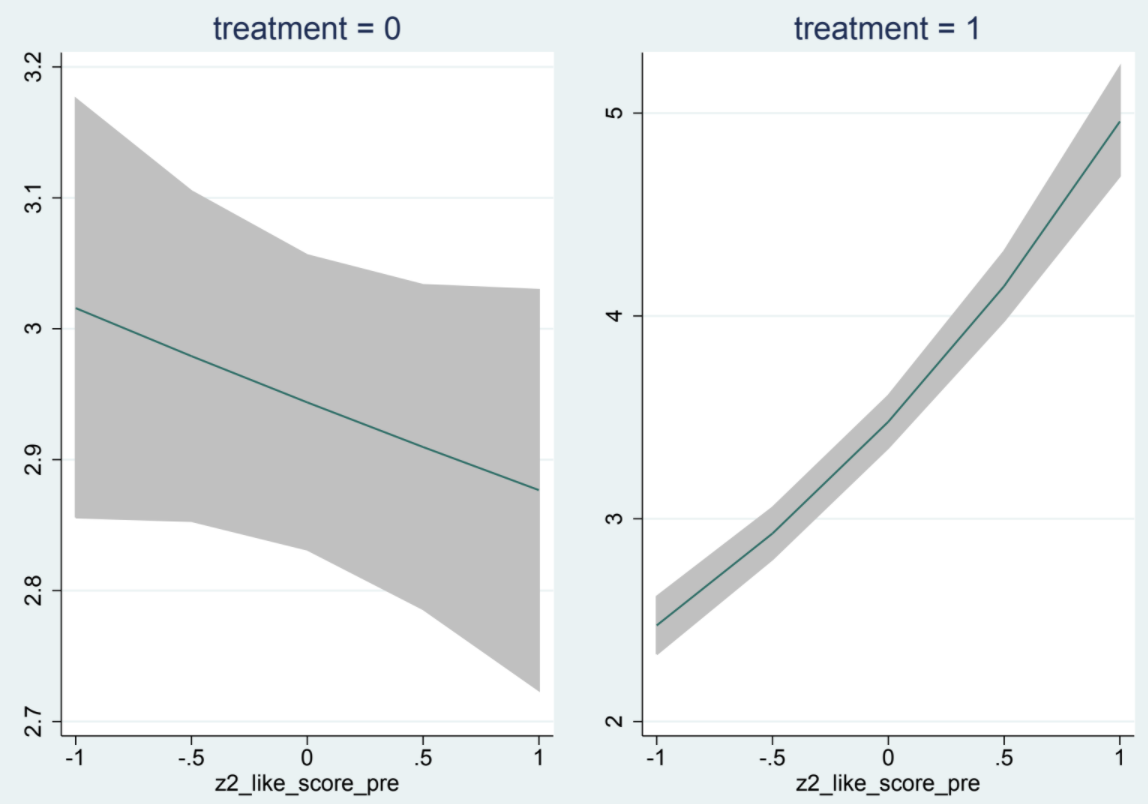 treatment = 0
3.2
3.1
3
2.9
2.8
2.7
-1 -.5 0 .5 1
z2_like_score_pre
treatment = 1
5
4
3
2
-1 -.5 0 .5 1
z2_like_score_pre